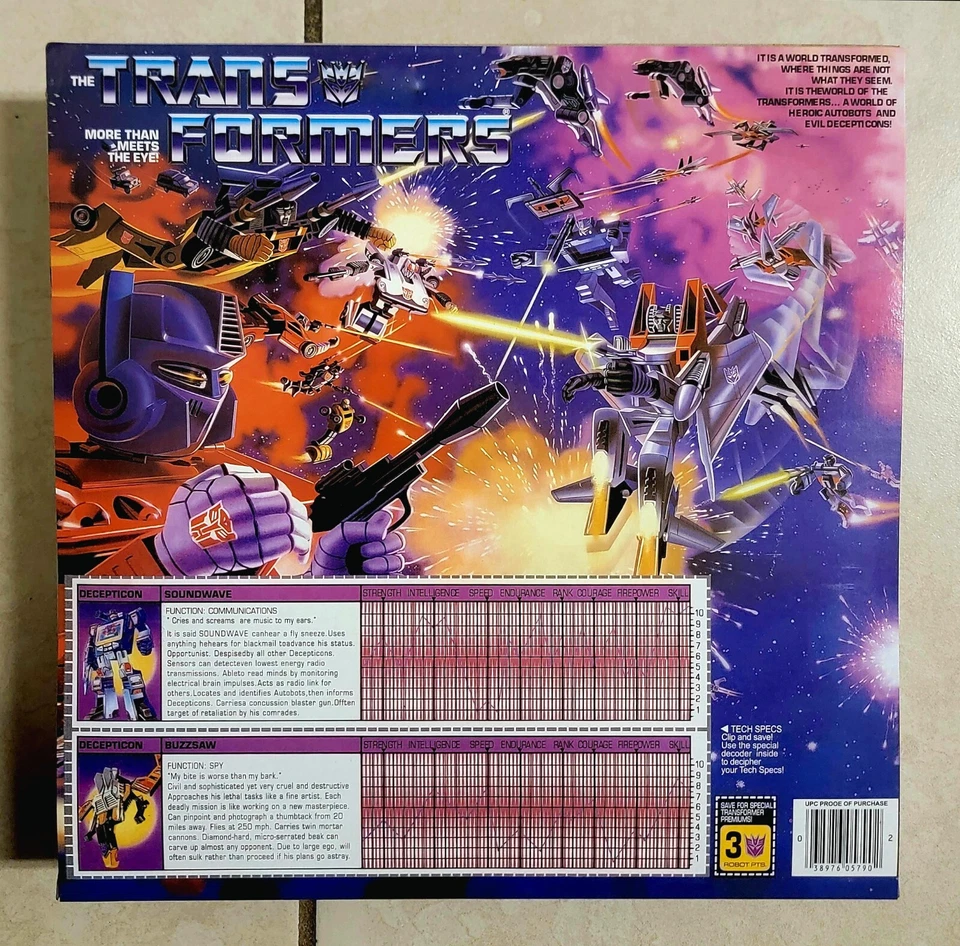 THE TRANS
FORMERS
MORE THAN
MEETS
THE EYE!
IT IS A WORLD TRANSFORMED,
WHERE THINGS ARE NOT
WHAT THEY SEEM.
IT IS THEWORLD OF THE
TRANSFORMERS... A WORLD OF
HEROIC AUTOBOTS AND
EVIL DECEPTICONS!
DECEPTICON SOUNDWAVE
STRENGTH INTELLIGENCE SPEED ENDURANCE RANK COURAGE FIREPOWER SKILL
FUNCTION: COMMUNICATIONS
" Cries and screams are music to my ears."
It is said SOUNDWAVE canhear a fly sneeze.Uses
anything hehears for blackmail toadvance his status.
Opportunist. Despisedby all other Decepticons.
Sensors can detecteven lowest energy radio
transmissions. Ableto read minds by monitoring
electrical brain impulses.Acts as radio link for
others.Locates and identifies Autobots,then informs
Decepticons. Carriesa concussion blaster gun.Offten
target of retaliation by his comrades.
10
9
8
7
6
5
4
3
2
1
DECEPTICON BUZZSAW
STRENGTH INTELLIGENCE SPEED ENDURANCE RANK COURAGE FIREPOWER SKILL
FUNCTION: SPY
"My bite is worse than my bark."
Civil and sophisticated yet very cruel and destructive
Approaches his lethal tasks like a fine artist. Each
deadly mission is like working on a new masterpiece.
Can pinpoint and photograph a thumbtack from 20
miles away. Flies at 250 mph. Carries twin mortar
cannons. Diamond-hard, micro-serrated beak can
carve up almost any opponent. Due to large ego, will
often sulk rather than proceed if his plans go astray.
10
9
8
7
6
5
4
3
2
1
◀ TECH SPECS
Clip and save!
Use the special
decoder inside
to decipher
your Tech Specs!
SAVE FOR SPECIAL
TRANSFORMER
PREMIUMS!
3
ROBOT PTS.
UPC PROOE OF PURCHASE
0 38976 05790 2